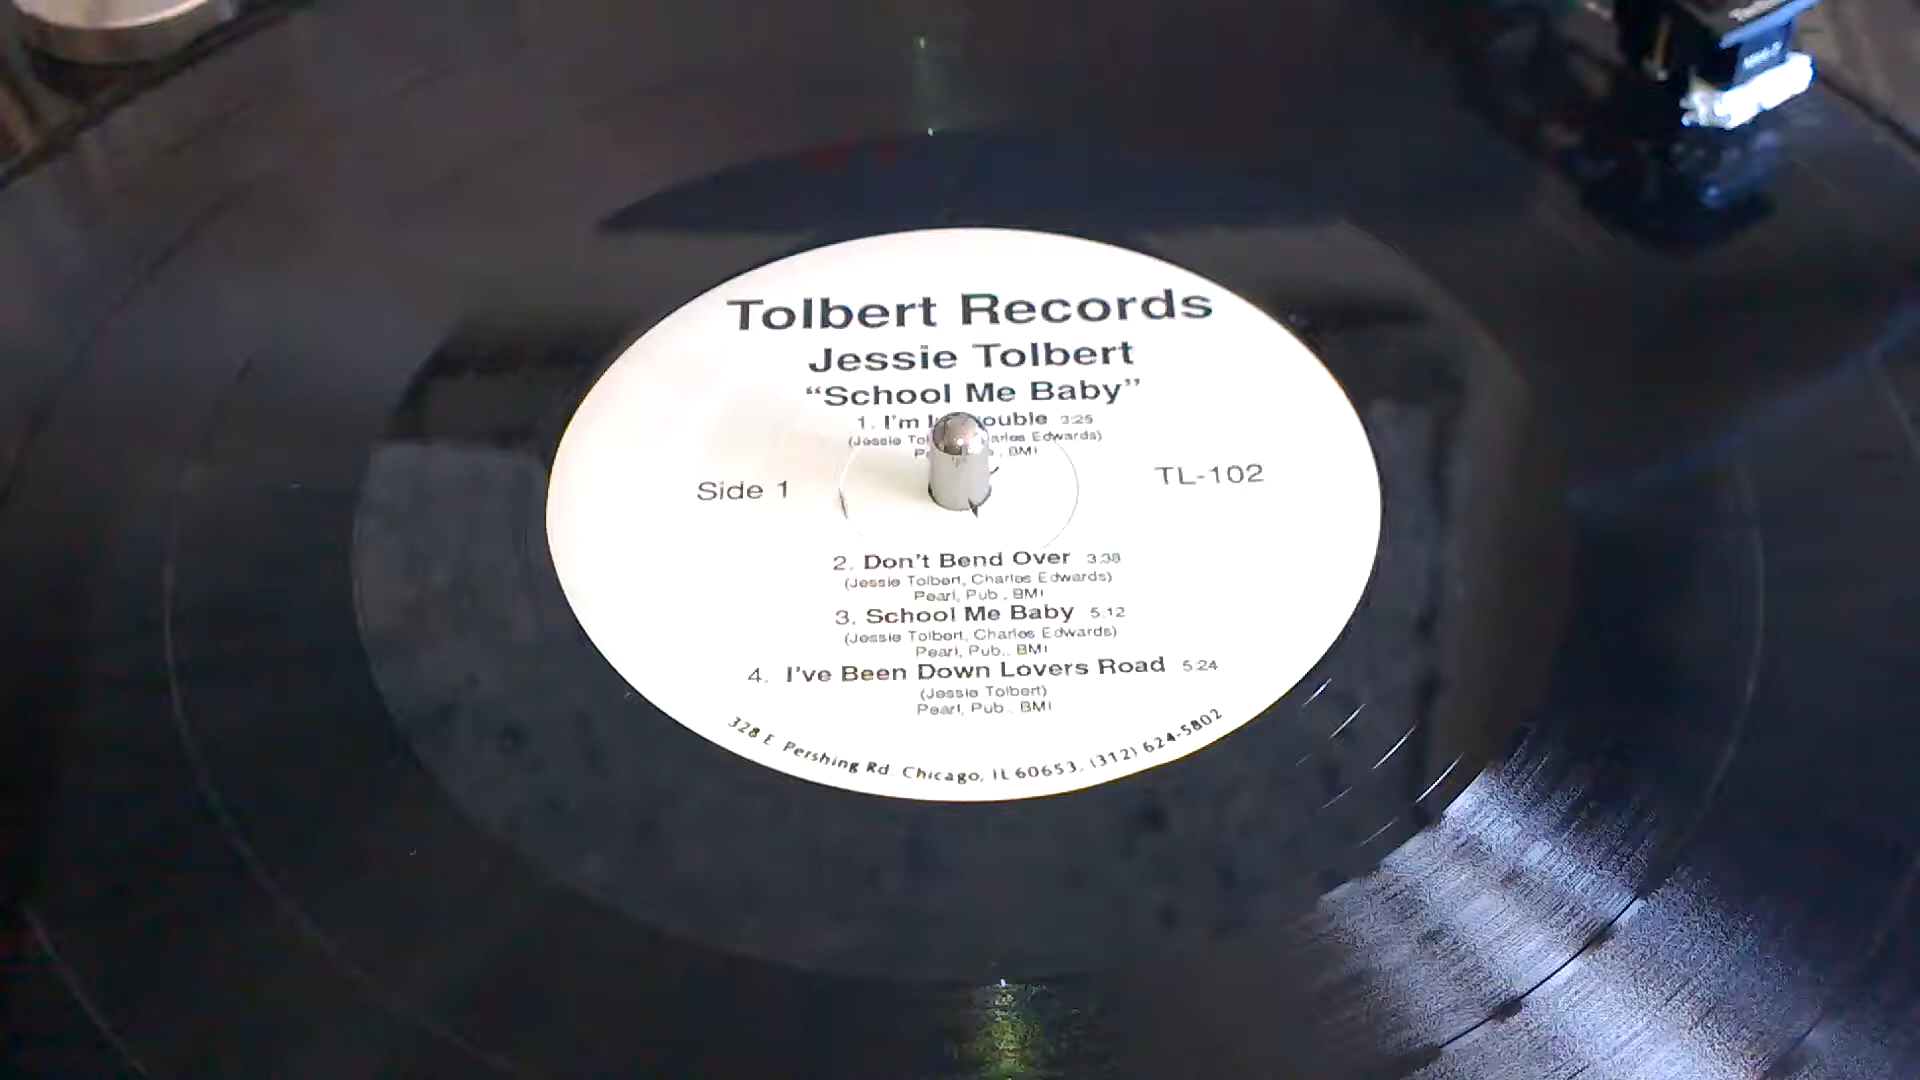 Tolbert Records
Jessie Tolbert
“School Me Baby”
1. I'm 3:25
(Jessie Edwards)
BMI
Side 1
TL-102
2. Don't Bend Over 3:38
(Jessie Tolbert, Charles Edwards)
Pearl, Pub., BMI
3. School Me Baby 5:12
(Jessie Tolbert, Charles Edwards)
Pearl, Pub., BMI
4. I've Been Down Lovers Road 5:24
(Jessie Tolbert)
Pearl, Pub., BMI
328 E. Pershing Rd. Chicago, IL 60653, (312) 624-5802